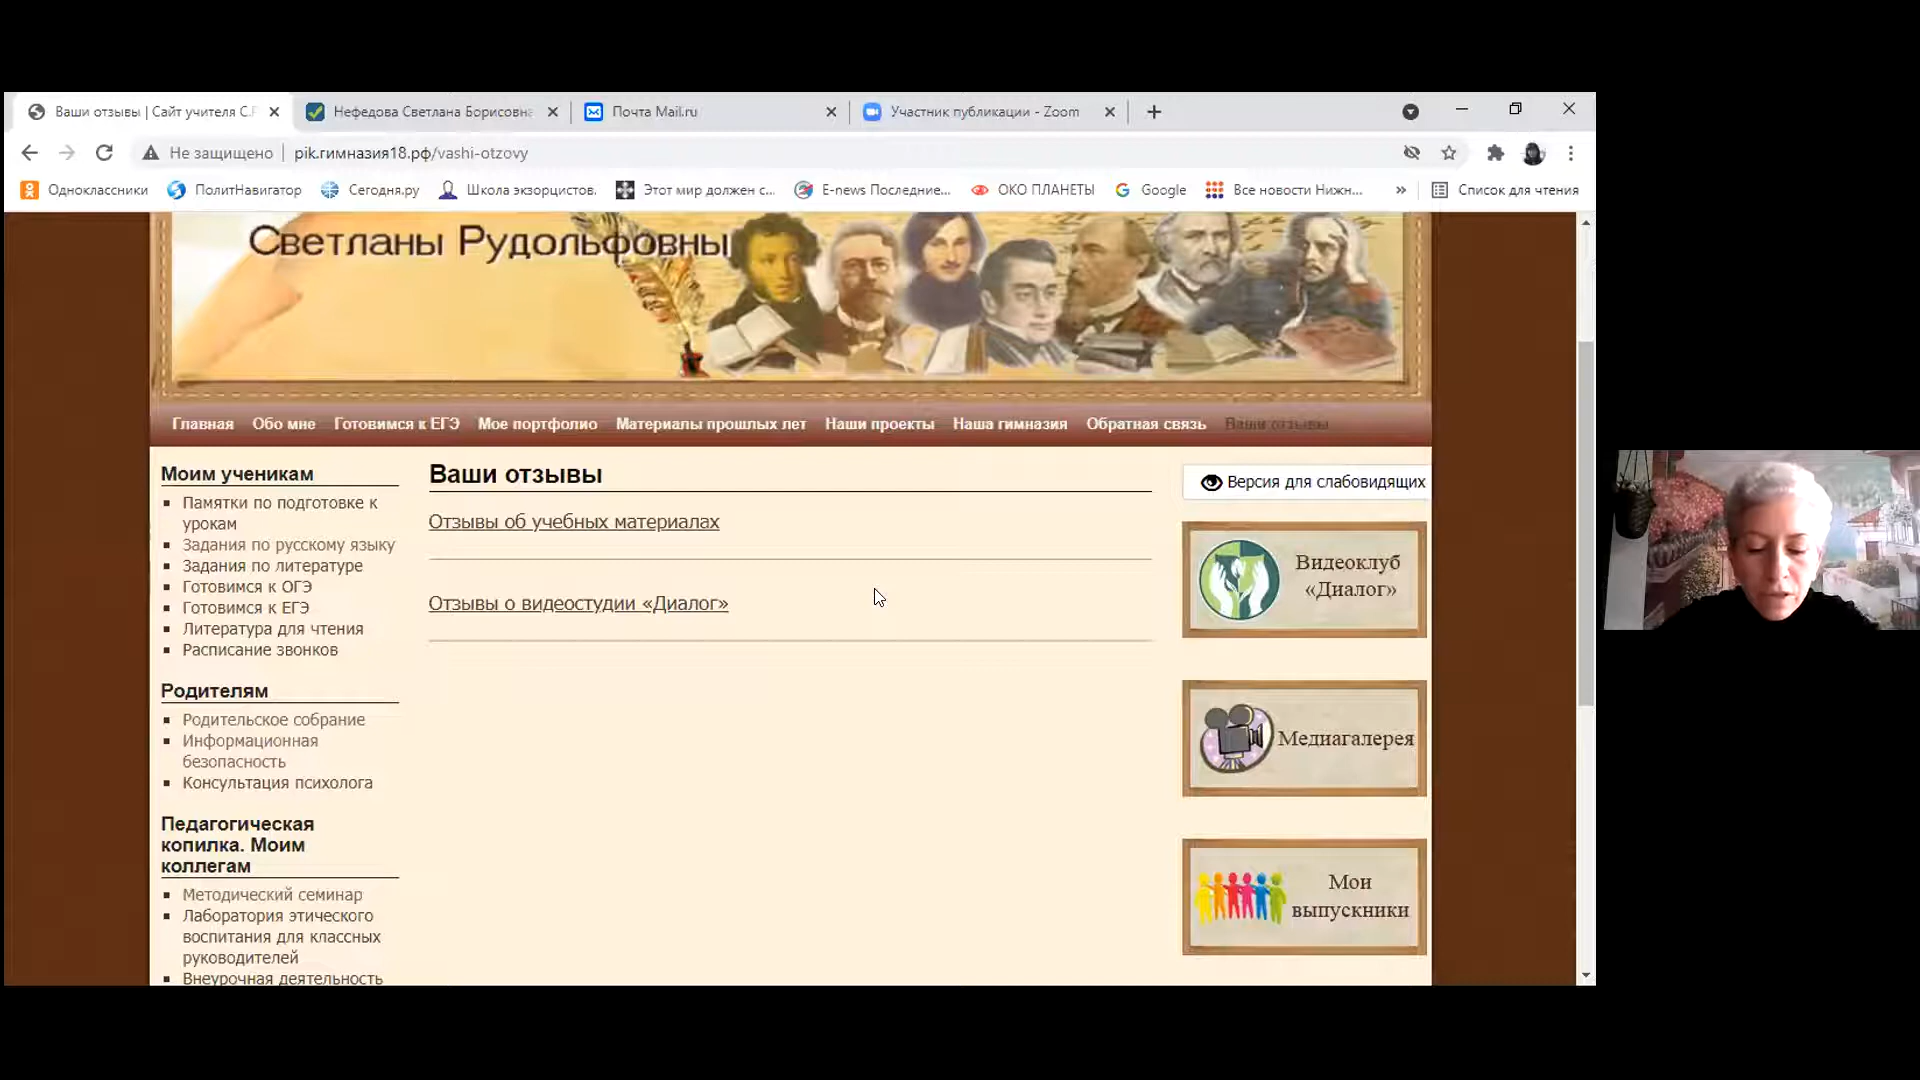 Ваши отзывы | Сайт учителя С.Р
Нефедова Светлана Борисовна
Почта Mail.ru
Участник публикации - Zoom
Не защищено
pik.гимназия18.рф/vashi-otzovy
Одноклассники
ПолитНавигатор
Сегодня.ру
Школа экзорцистов.
Этот мир должен с...
E-news Последние...
ОКО ПЛАНЕТЫ
Google
Все новости Нижн...
»
Список для чтения
Светланы Рудольфовны
Главная
Обо мне
Готовимся к ЕГЭ
Мое портфолио
Материалы прошлых лет
Наши проекты
Наша гимназия
Обратная связь
Ваши отзывы
Моим ученикам
Памятки по подготовке к
урокам
Задания по русскому языку
Задания по литературе
Готовимся к ОГЭ
Готовимся к ЕГЭ
Литература для чтения
Расписание звонков
Родителям
Родительское собрание
Информационная
безопасность
Консультация психолога
Педагогическая
копилка. Моим
коллегам
Методический семинар
Лаборатория этического
воспитания для классных
руководителей
Внеурочная деятельность
Ваши отзывы
Отзывы об учебных материалах
Отзывы о видеостудии «Диалог»
Версия для слабовидящих
Видеоклуб
«Диалог»
Медиагалерея
Мои
выпускники